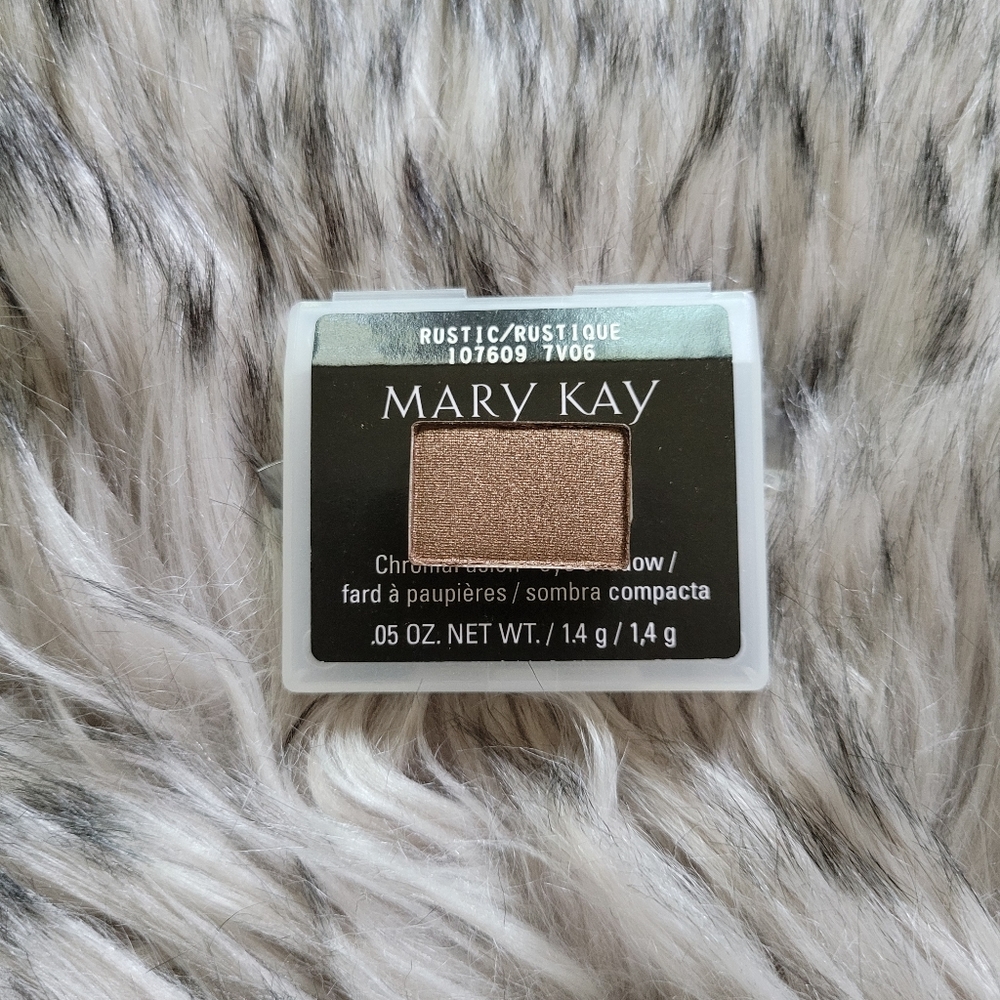 RUSTIC/RUSTIQUE
107609 7V06
MARY KAY
/
fard à paupières / sombra compacta
.05 OZ. NET WT. / 1.4 g / 1,4 g